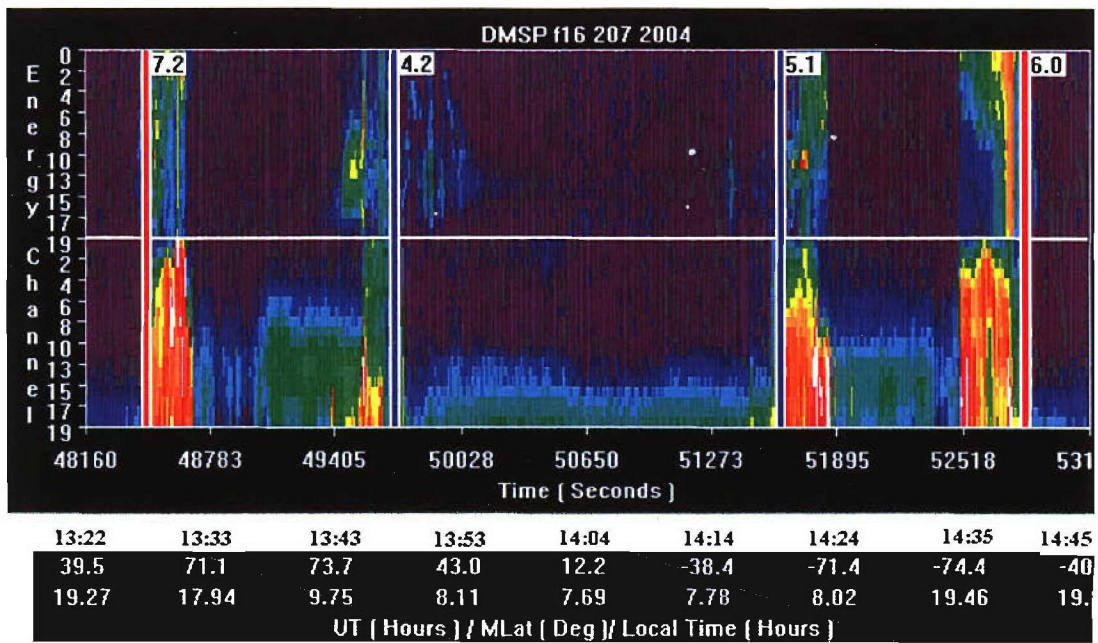 DMSP f16 207 2004
7.2 4.2 5.1 6.0
Energy Channel
0
2
4
6
8
10
13
15
17
19
2
4
6
8
10
13
15
17
19
48160 48783 49405 50028 50650 51273 51895 52518 531
Time [ Seconds ]
13:22 13:33 13:43 13:53 14:04 14:14 14:24 14:35 14:45
39.5 71.1 73.7 43.0 12.2 -38.4 -71.4 -74.4 -40
19.27 17.94 9.75 8.11 7.69 7.78 8.02 19.46 19.
UT [ Hours ] / MLat [ Deg ]/ Local Time [ Hours ]